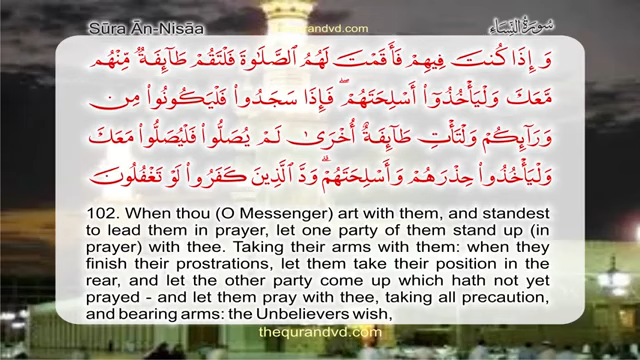 Sūra Ān-Nisāa
thequrandvd.com
سورة النساء
وَإِذَا كُنتَ فِيهِمْ فَأَقَمْتَ لَهُمُ ٱلصَّلَوٰةَ فَلْتَقُمْ طَآئِفَةٌۭ مِّنْهُم
مَّعَكَ وَلْيَأْخُذُوٓا۟ أَسْلِحَتَهُمْ ۖ فَإِذَا سَجَدُوا۟ فَلْيَكُونُوا۟ مِن
وَرَآئِكُمْ وَلْتَأْتِ طَآئِفَةٌ أُخْرَىٰ لَمْ يُصَلُّوا۟ فَلْيُصَلُّوا۟ مَعَكَ
وَلْيَأْخُذُوا۟ حِذْرَهُمْ وَأَسْلِحَتَهُمْ ۗ وَدَّ ٱلَّذِينَ كَفَرُوا۟ لَوْ تَغْفُلُونَ
102. When thou (O Messenger) art with them, and standest
to lead them in prayer, let one party of them stand up (in
prayer) with thee. Taking their arms with them: when they
finish their prostrations, let them take their position in the
rear, and let the other party come up which hath not yet
prayed - and let them pray with thee, taking all precaution,
and bearing arms: the Unbelievers wish,
thequrandvd.com